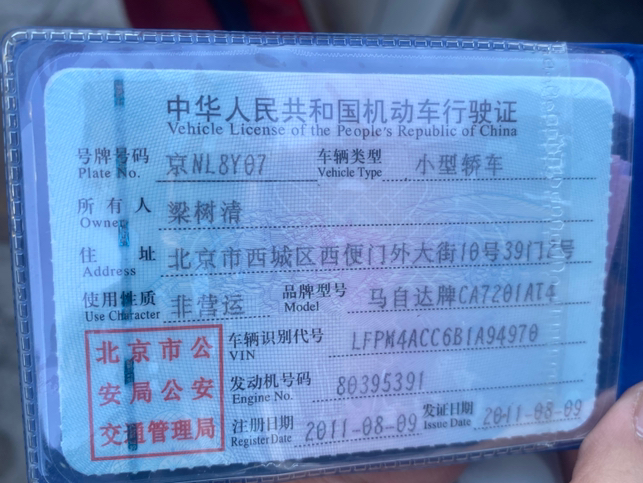 中华人民共和国机动车行驶证
Vehicle License of the People's Republic of China
号牌号码 京NL8Y07 车辆类型 小型轿车
Plate No. Vehicle Type
所有人 梁树清
Owner
住址 北京市西城区西便门外大街10号39门2号
Address
使用性质 非营运 品牌型号 马自达牌CA7201AT4
Use Character Model
北京市公安局公安交通管理局
车辆识别代号 LFPM4ACC6B1A94970
VIN
发动机号码 80395391
Engine No.
注册日期 2011-08-09 发证日期 2011-08-09
Register Date Issue Date